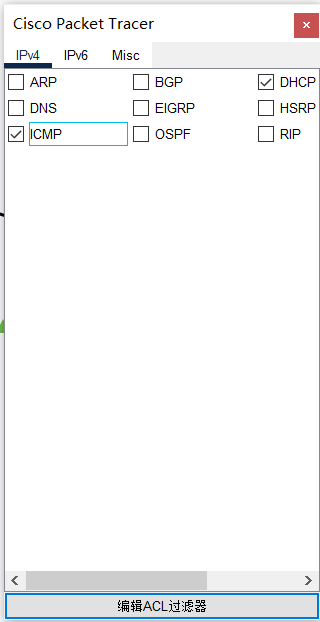 Cisco Packet Tracer
IPv4 IPv6 Misc
ARP BGP DHCP
DNS EIGRP HSRP
ICMP OSPF RIP
编辑ACL过滤器